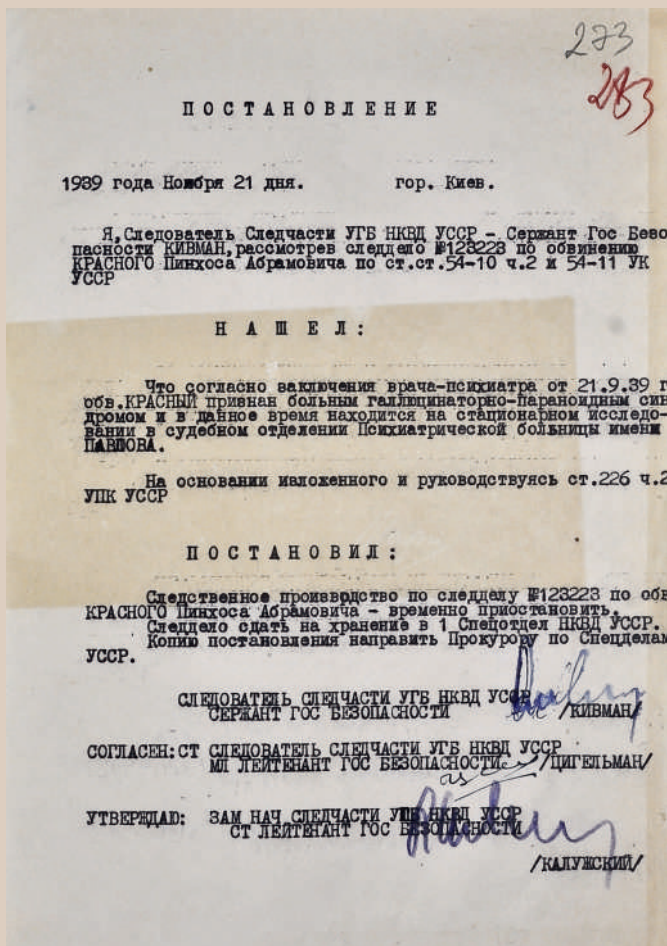 273
283
ПОСТАНОВЛЕНИЕ
1939 года Ноября 21 дня. гор. Киев.
Я, Следователь Следчасти УГБ НКВД УССР - Сержант Гос Безо
пасности КИВМАН, рассмотрев следдело №123223 по обвинению
КРАСНОГО Пинхоса Абрамовича по ст.ст.54-10 ч.2 и 54-11 УК
УССР
НАШЕЛ:
Что согласно заключения врача-психиатра от 21.9.39 г
обв.КРАСНЫЙ признан больным галлюцинаторно-параноидным син
дромом и в данное время находится на стационарном исследо-
вании в судебном отделении Психиатрической больницы имени
ПАВЛОВА.
На основании изложенного и руководствуясь ст.226 ч.2
УПК УССР
ПОСТАНОВИЛ:
Следственное производство по следделу №123223 по обв
КРАСНОГО Пинхоса Абрамовича - временно приостановить.
Следдело сдать на хранение в 1 Спецотдел НКВД УССР.
Копию постановления направить Прокурору по Спецделам
УССР.
СЛЕДОВАТЕЛЬ СЛЕДЧАСТИ УГБ НКВД УССР
СЕРЖАНТ ГОС БЕЗОПАСНОСТИ /КИВМАН/
СОГЛАСЕН: СТ СЛЕДОВАТЕЛЬ СЛЕДЧАСТИ УГБ НКВД УССР
МЛ ЛЕЙТЕНАНТ ГОС БЕЗОПАСНОСТИ /ЦИГЕЛЬМАН/
УТВЕРЖДАЮ: ЗАМ НАЧ СЛЕДЧАСТИ УГБ НКВД УССР
СТ ЛЕЙТЕНАНТ ГОС БЕЗОПАСНОСТИ
/КАЛУЖСКИЙ/